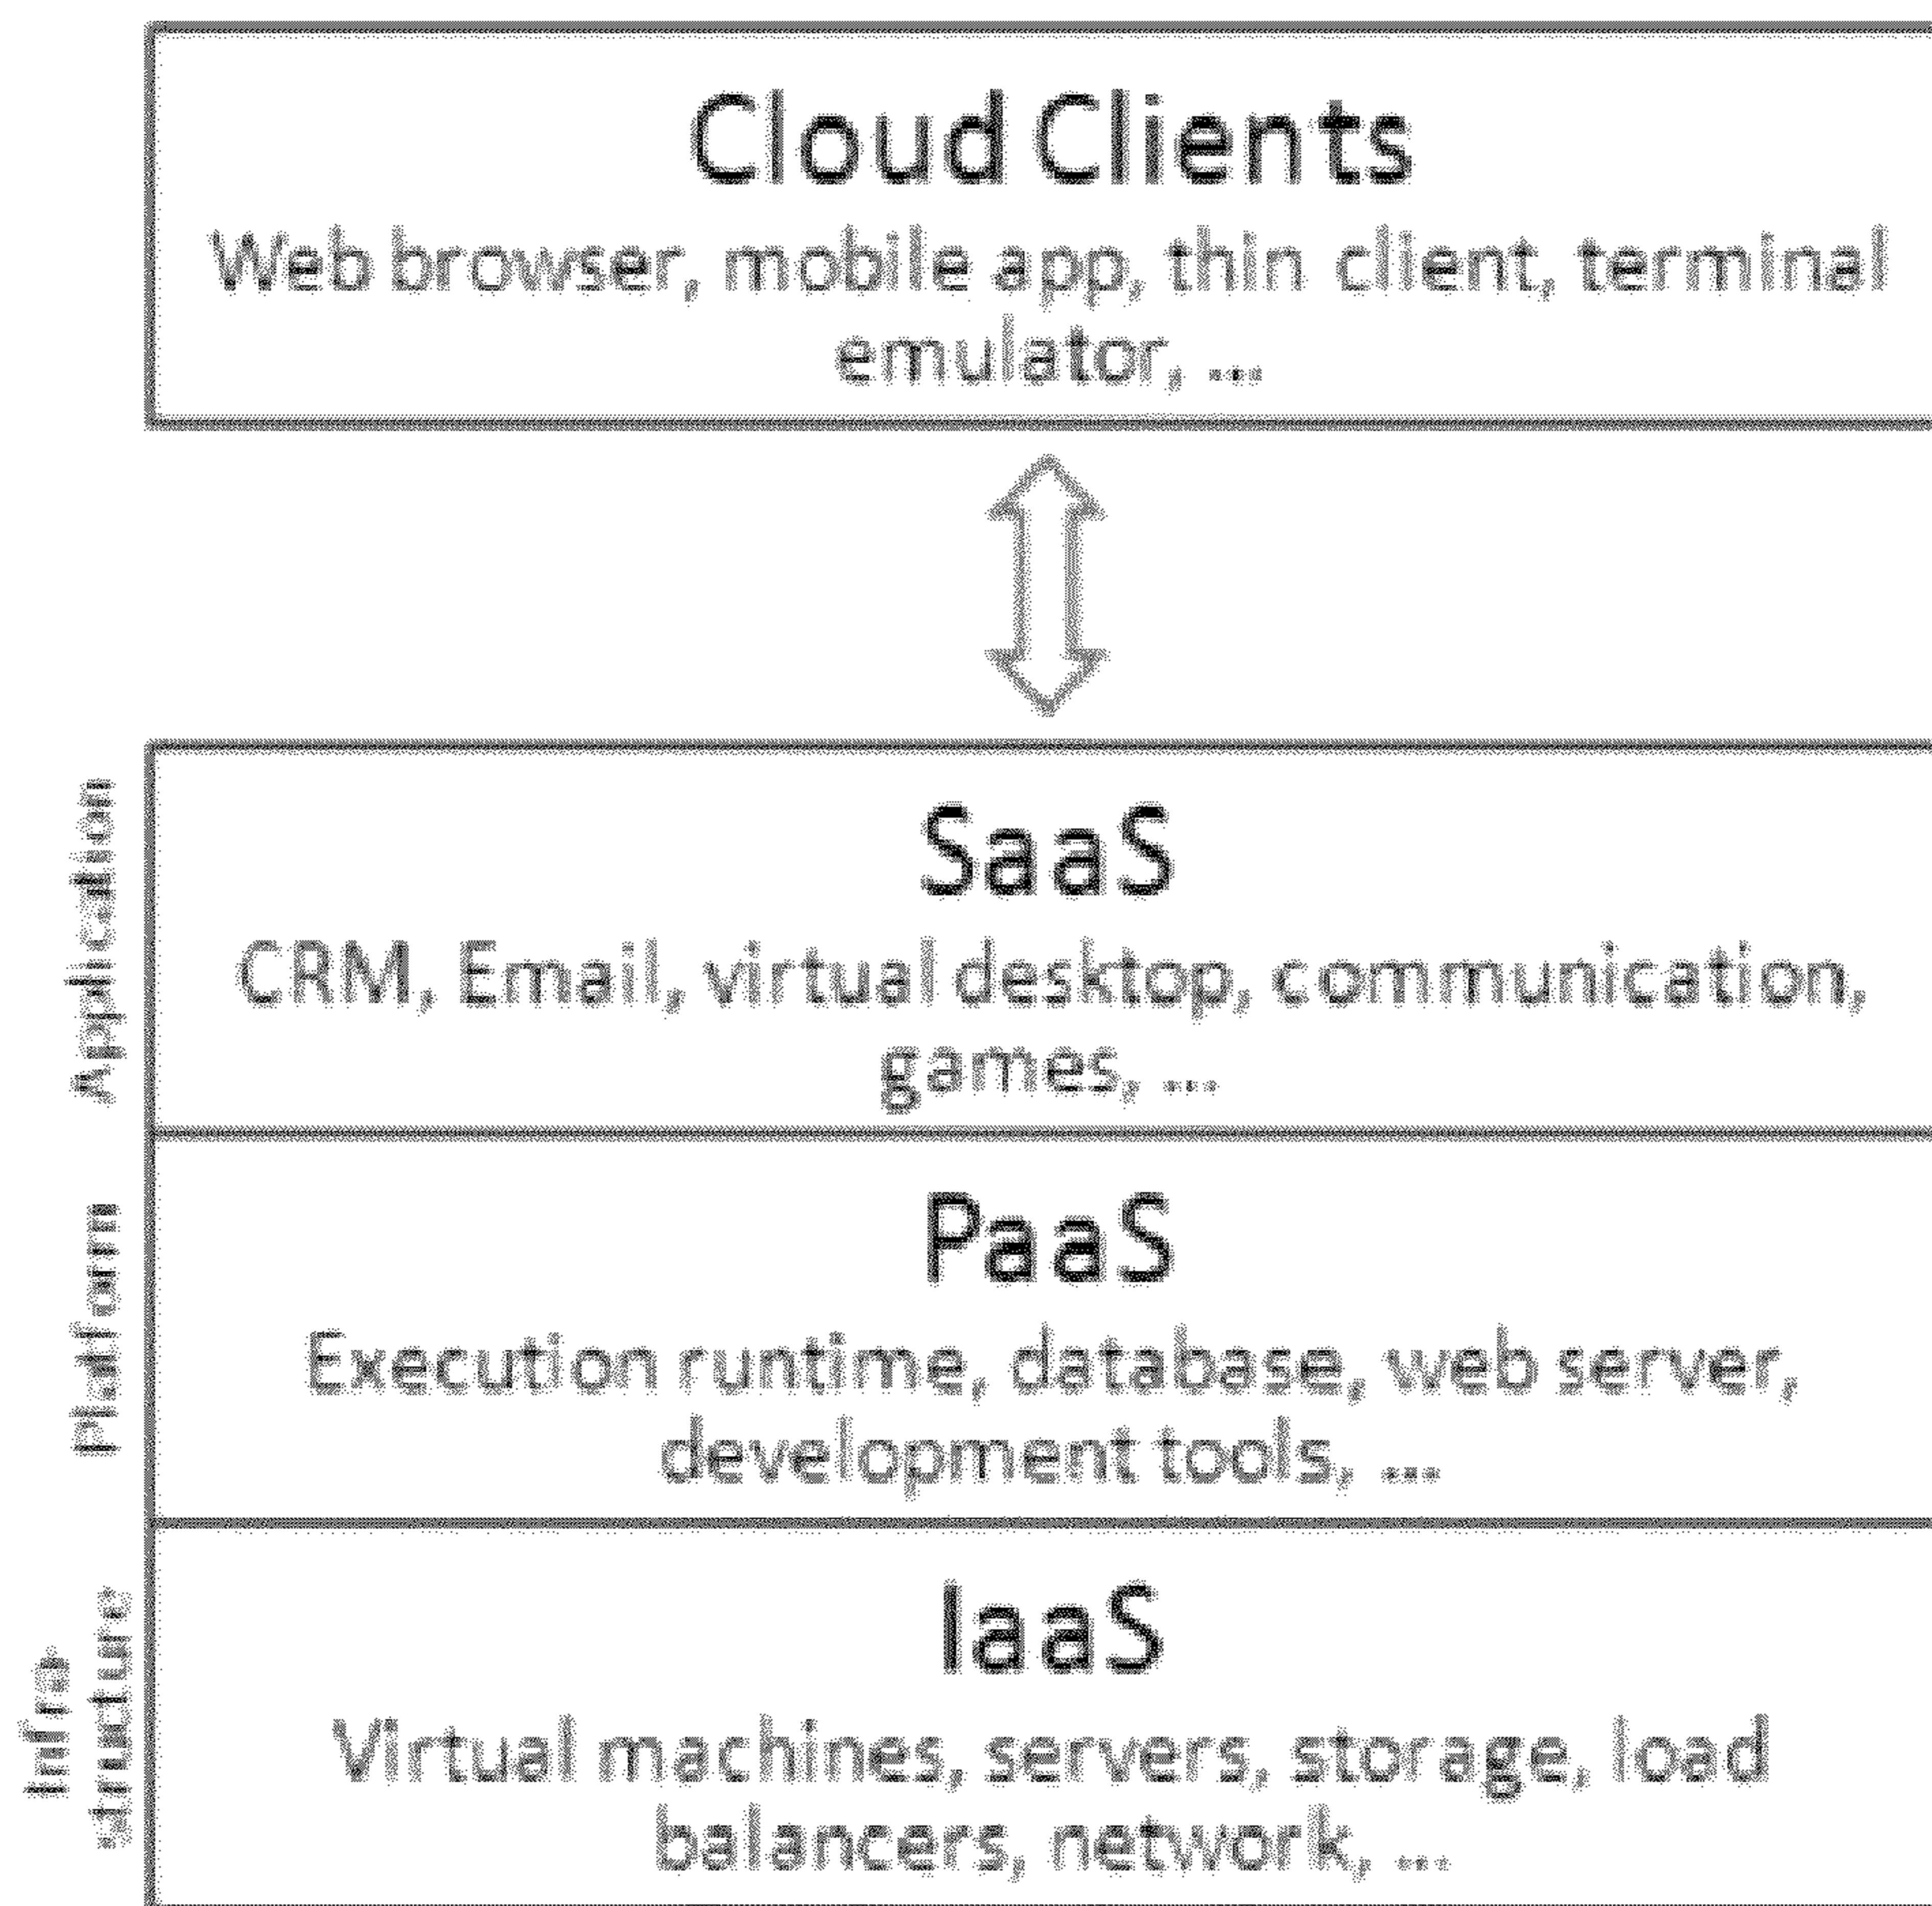 Cloud Clients
Web browser, mobile app, thin client, terminal
emulator, ...
Application
SaaS
CRM, Email, virtual desktop, communication,
games, ...
Platform
PaaS
Execution runtime, database, web server,
development tools, ...
Infra-
structure
IaaS
Virtual machines, servers, storage, load
balancers, network, ...